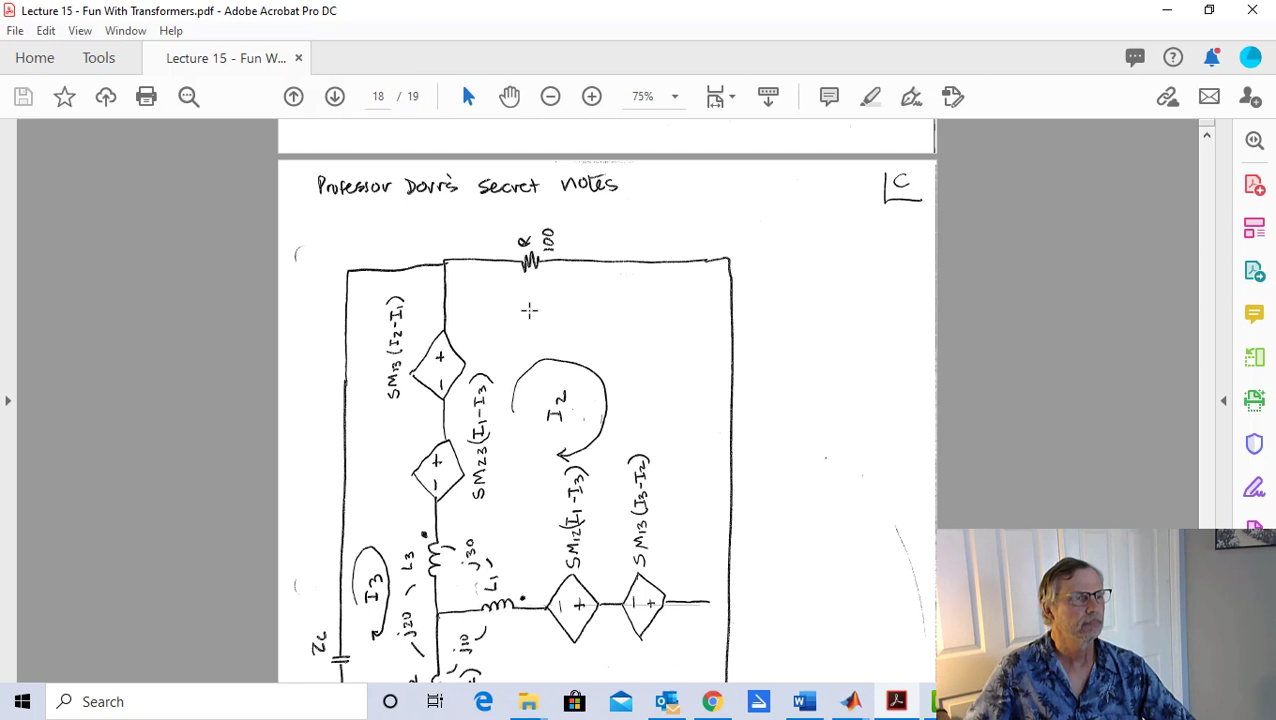 Lecture 15 - Fun With Transformers.pdf - Adobe Acrobat Pro DC
File Edit View Window Help
Home Tools Lecture 15 - Fun W... ×
18 / 19 75%
Professor Dorr's secret notes
C
R
100
SM13(I2-I1)
+
-
SM23(I1-I3)
+
-
I2
SM12(I1-I3)
SM13(I3-I2)
I3
L3
j30
j20
L1
j10
- +
- +
ZC
Search